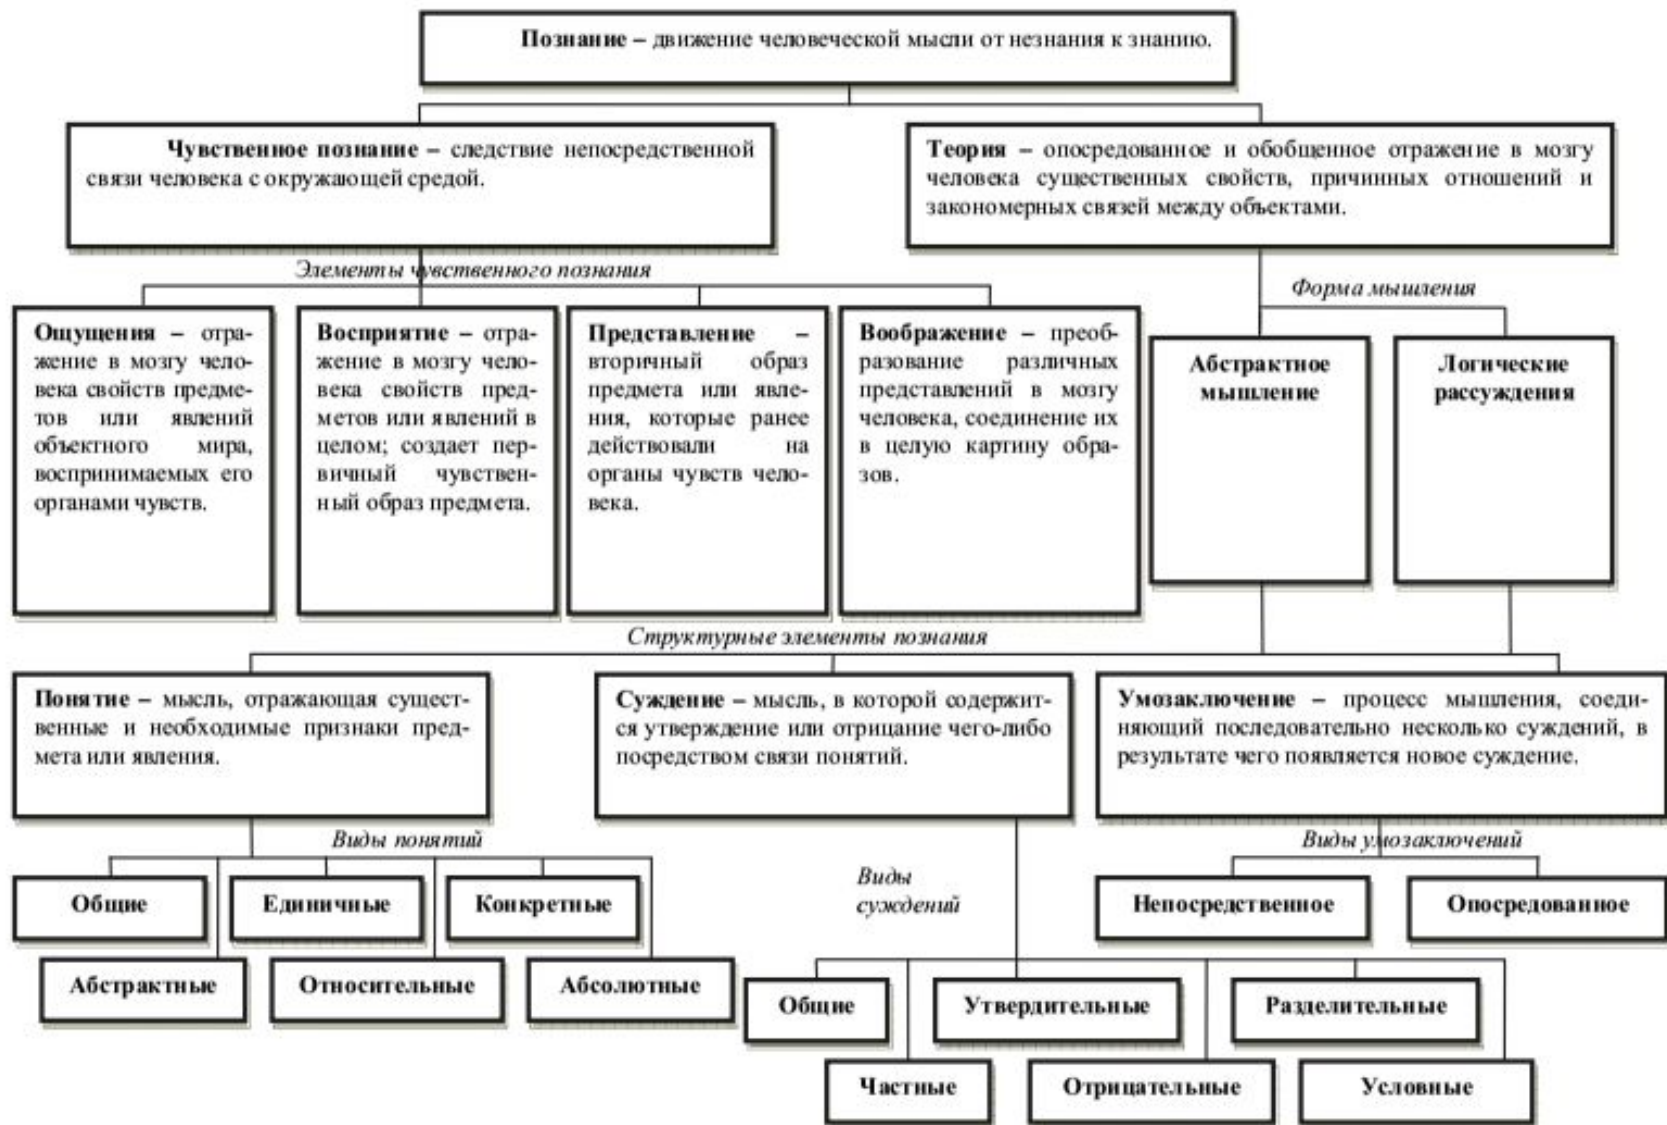 Познание – движение человеческой мысли от незнания к знанию.
Чувственное познание – следствие непосредственной
связи человека с окружающей средой.
Теория – опосредованное и обобщенное отражение в мозгу
человека существенных свойств, причинных отношений и
закономерных связей между объектами.
Элементы чувственного познания
Форма мышления
Ощущения – отра-
жение в мозгу чело-
века свойств предме-
тов или явлений
объектного мира,
воспринимаемых его
органами чувств.
Восприятие – отра-
жение в мозгу чело-
века свойств пред-
метов или явлений в
целом; создает пер-
вичный чувствен-
ный образ предмета.
Представление –
вторичный образ
предмета или явле-
ния, которые ранее
действовали на
органы чувств чело-
века.
Воображение – преоб-
разование различных
представлений в мозгу
человека, соединение их
в целую картину обра-
зов.
Абстрактное
мышление
Логические
рассуждения
Структурные элементы познания
Понятие – мысль, отражающая сущест-
венные и необходимые признаки пред-
мета или явления.
Суждение – мысль, в которой содержит-
ся утверждение или отрицание чего-либо
посредством связи понятий.
Умозаключение – процесс мышления, соеди-
няющий последовательно несколько суждений, в
результате чего появляется новое суждение.
Виды понятий
Виды умозаключений
Общие
Единичные
Конкретные
Виды
суждений
Непосредственное
Опосредованное
Абстрактные
Относительные
Абсолютные
Общие
Утвердительные
Разделительные
Частные
Отрицательные
Условные